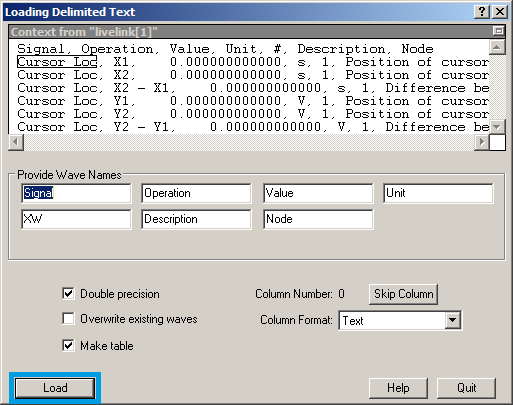 Loading Delimited Text
Context from "livelink[1]"
Signal, Operation, Value, Unit, #, Description, Node
Cursor Loc, X1, 0.000000000000, s, 1, Position of cursor
Cursor Loc, X2, 0.000000000000, s, 1, Position of cursor
Cursor Loc, X2 - X1, 0.000000000000, s, 1, Difference be
Cursor Loc, Y1, 0.000000000000, V, 1, Position of cursor
Cursor Loc, Y2, 0.000000000000, V, 1, Position of cursor
Cursor Loc, Y2 - Y1, 0.0000000000000, V, 1, Difference be
Provide Wave Names
Signal Operation Value Unit
XW Description Node
Double precision Column Number: 0 Skip Column
Overwrite existing waves Column Format: Text
Make table
Load Help Quit